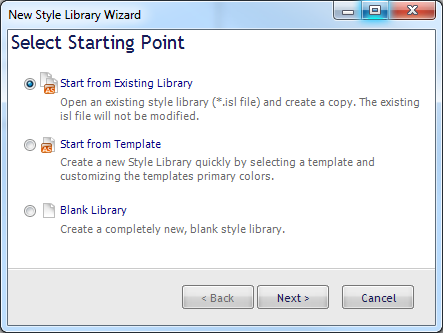 New Style Library Wizard
Select Starting Point
Start from Existing Library
Open an existing style library (*.isl file) and create a copy. The existing
isl file will not be modified.
Start from Template
Create a new Style Library quickly by selecting a template and
customizing the templates primary colors.
Blank Library
Create a completely new, blank style library.
< Back
Next >
Cancel